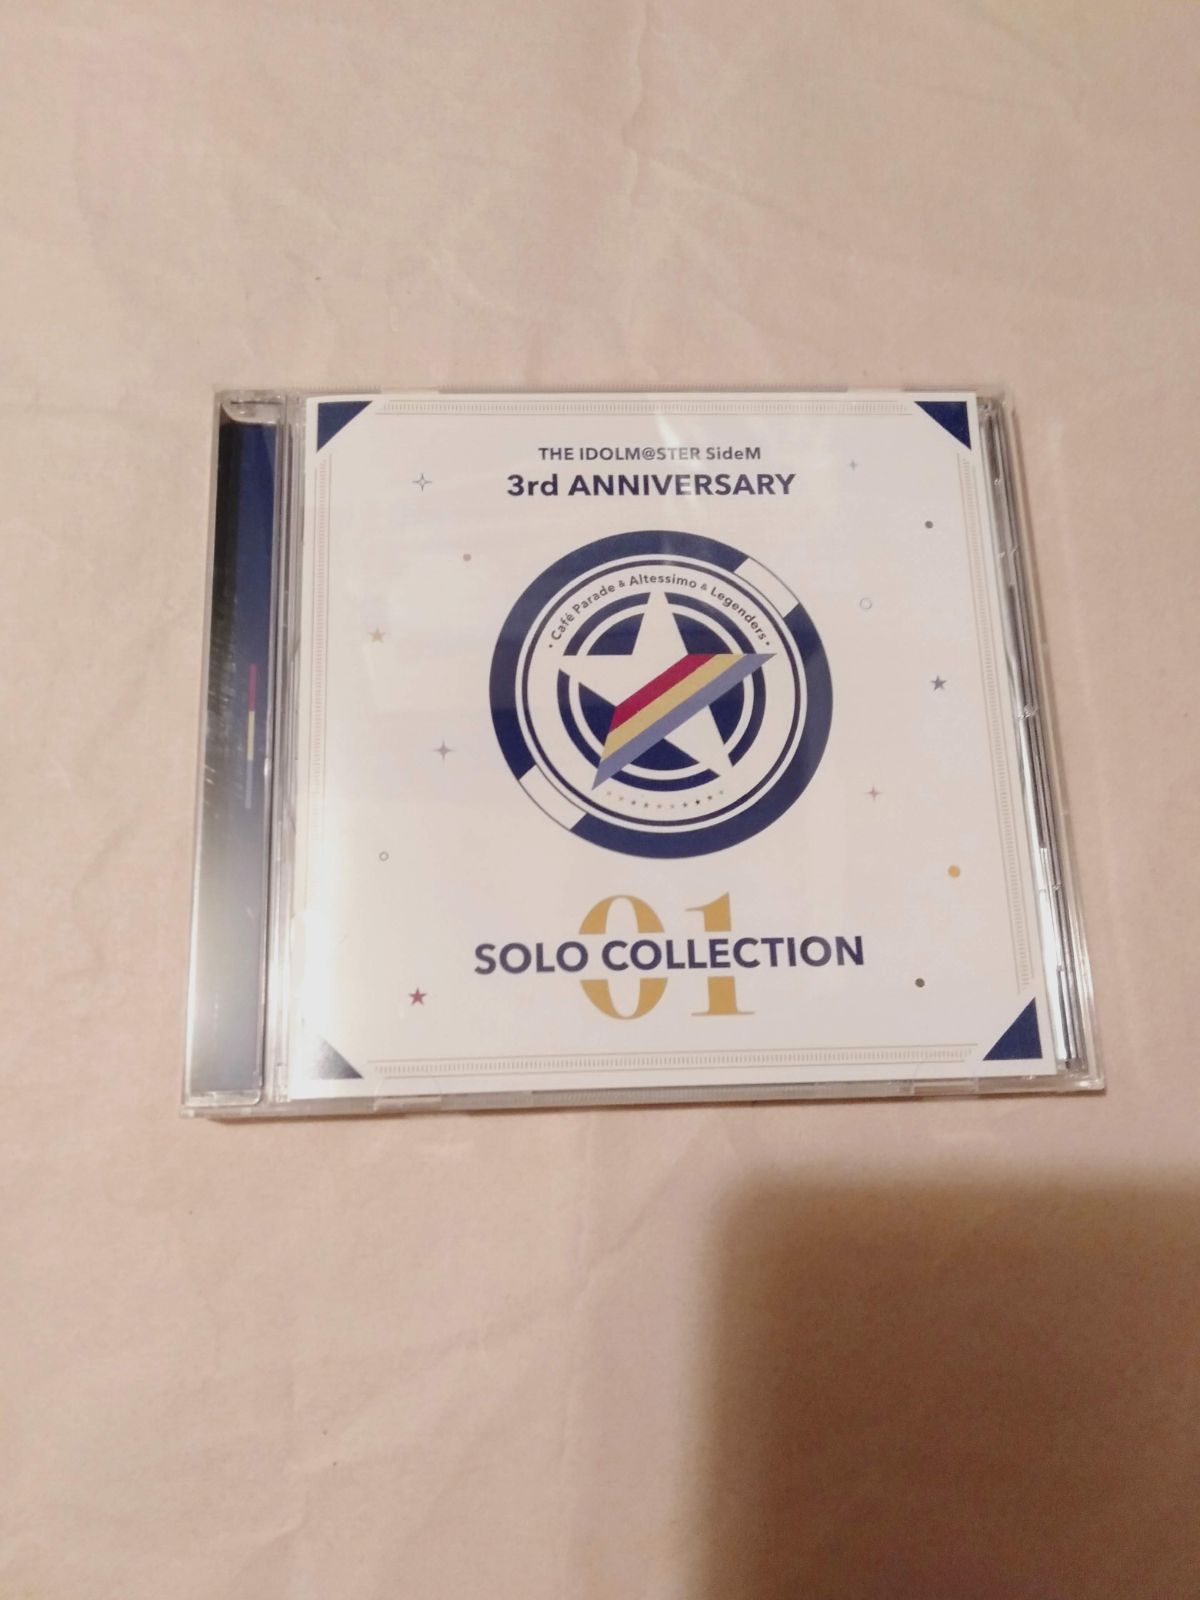 THE IDOLM@STER SideM
3rd ANNIVERSARY
• Café Parade & Altessimo & Legenders •
01
SOLO COLLECTION